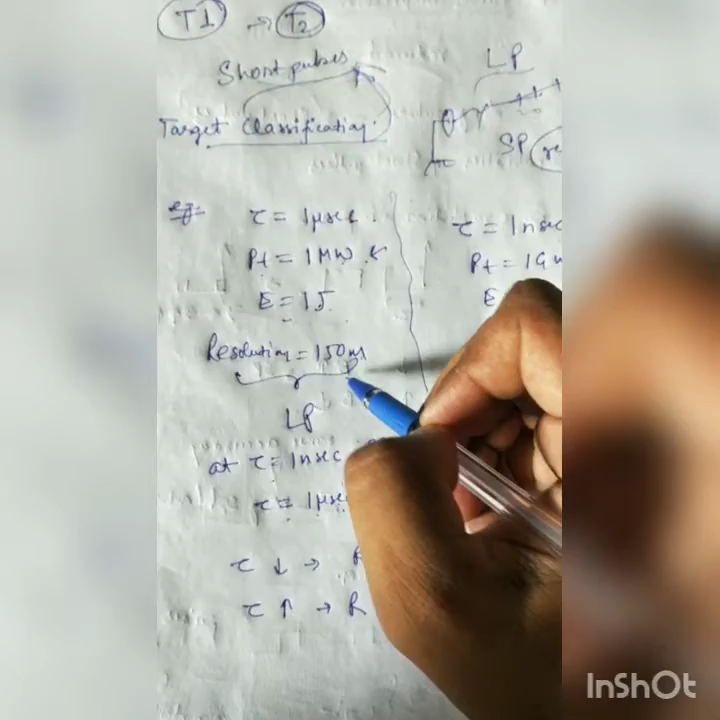 T1 → T2
Short pulses
Target Classification
LP
SP
eg:
τ = 1μsec
Pt = 1MW
E = 1J
Resolution = 150m
LP
at τ = 1nsec
τ = 1μse
τ ↓ →
τ ↑ → R
τ = 1nsec
Pt = 1G
E
InShOt